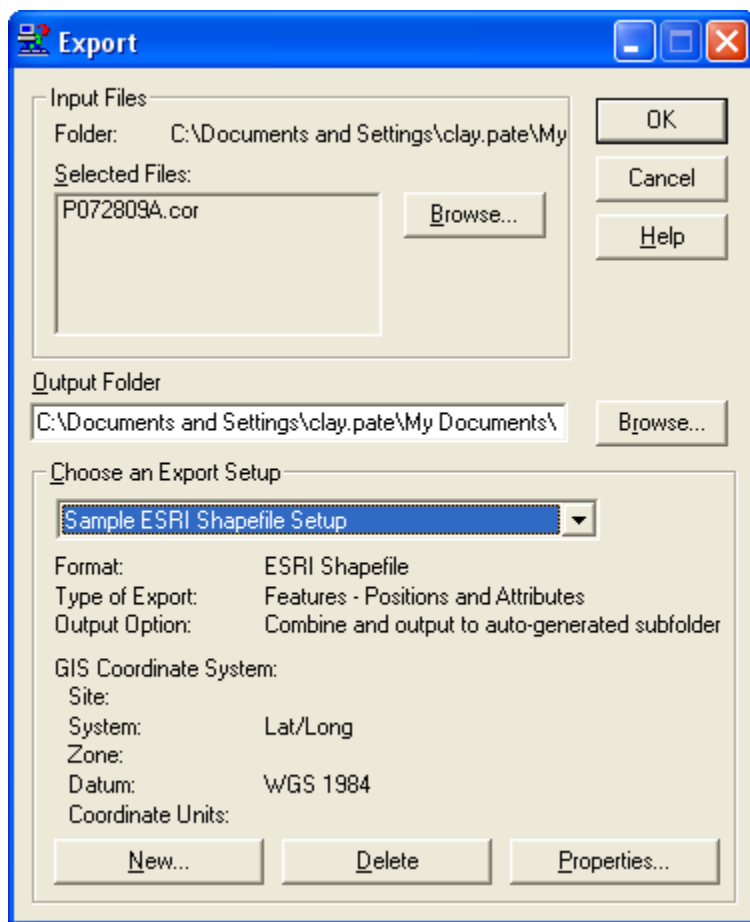 Export
Input Files
Folder: C:\Documents and Settings\clay.pate\My
OK
Selected Files:
Cancel
P072809A.cor
Browse...
Help
Output Folder
C:\Documents and Settings\clay.pate\My Documents\
Browse...
Choose an Export Setup
Sample ESRI Shapefile Setup
Format: ESRI Shapefile
Type of Export: Features - Positions and Attributes
Output Option: Combine and output to auto-generated subfolder
GIS Coordinate System:
Site:
System: Lat/Long
Zone:
Datum: WGS 1984
Coordinate Units:
New... Delete Properties...